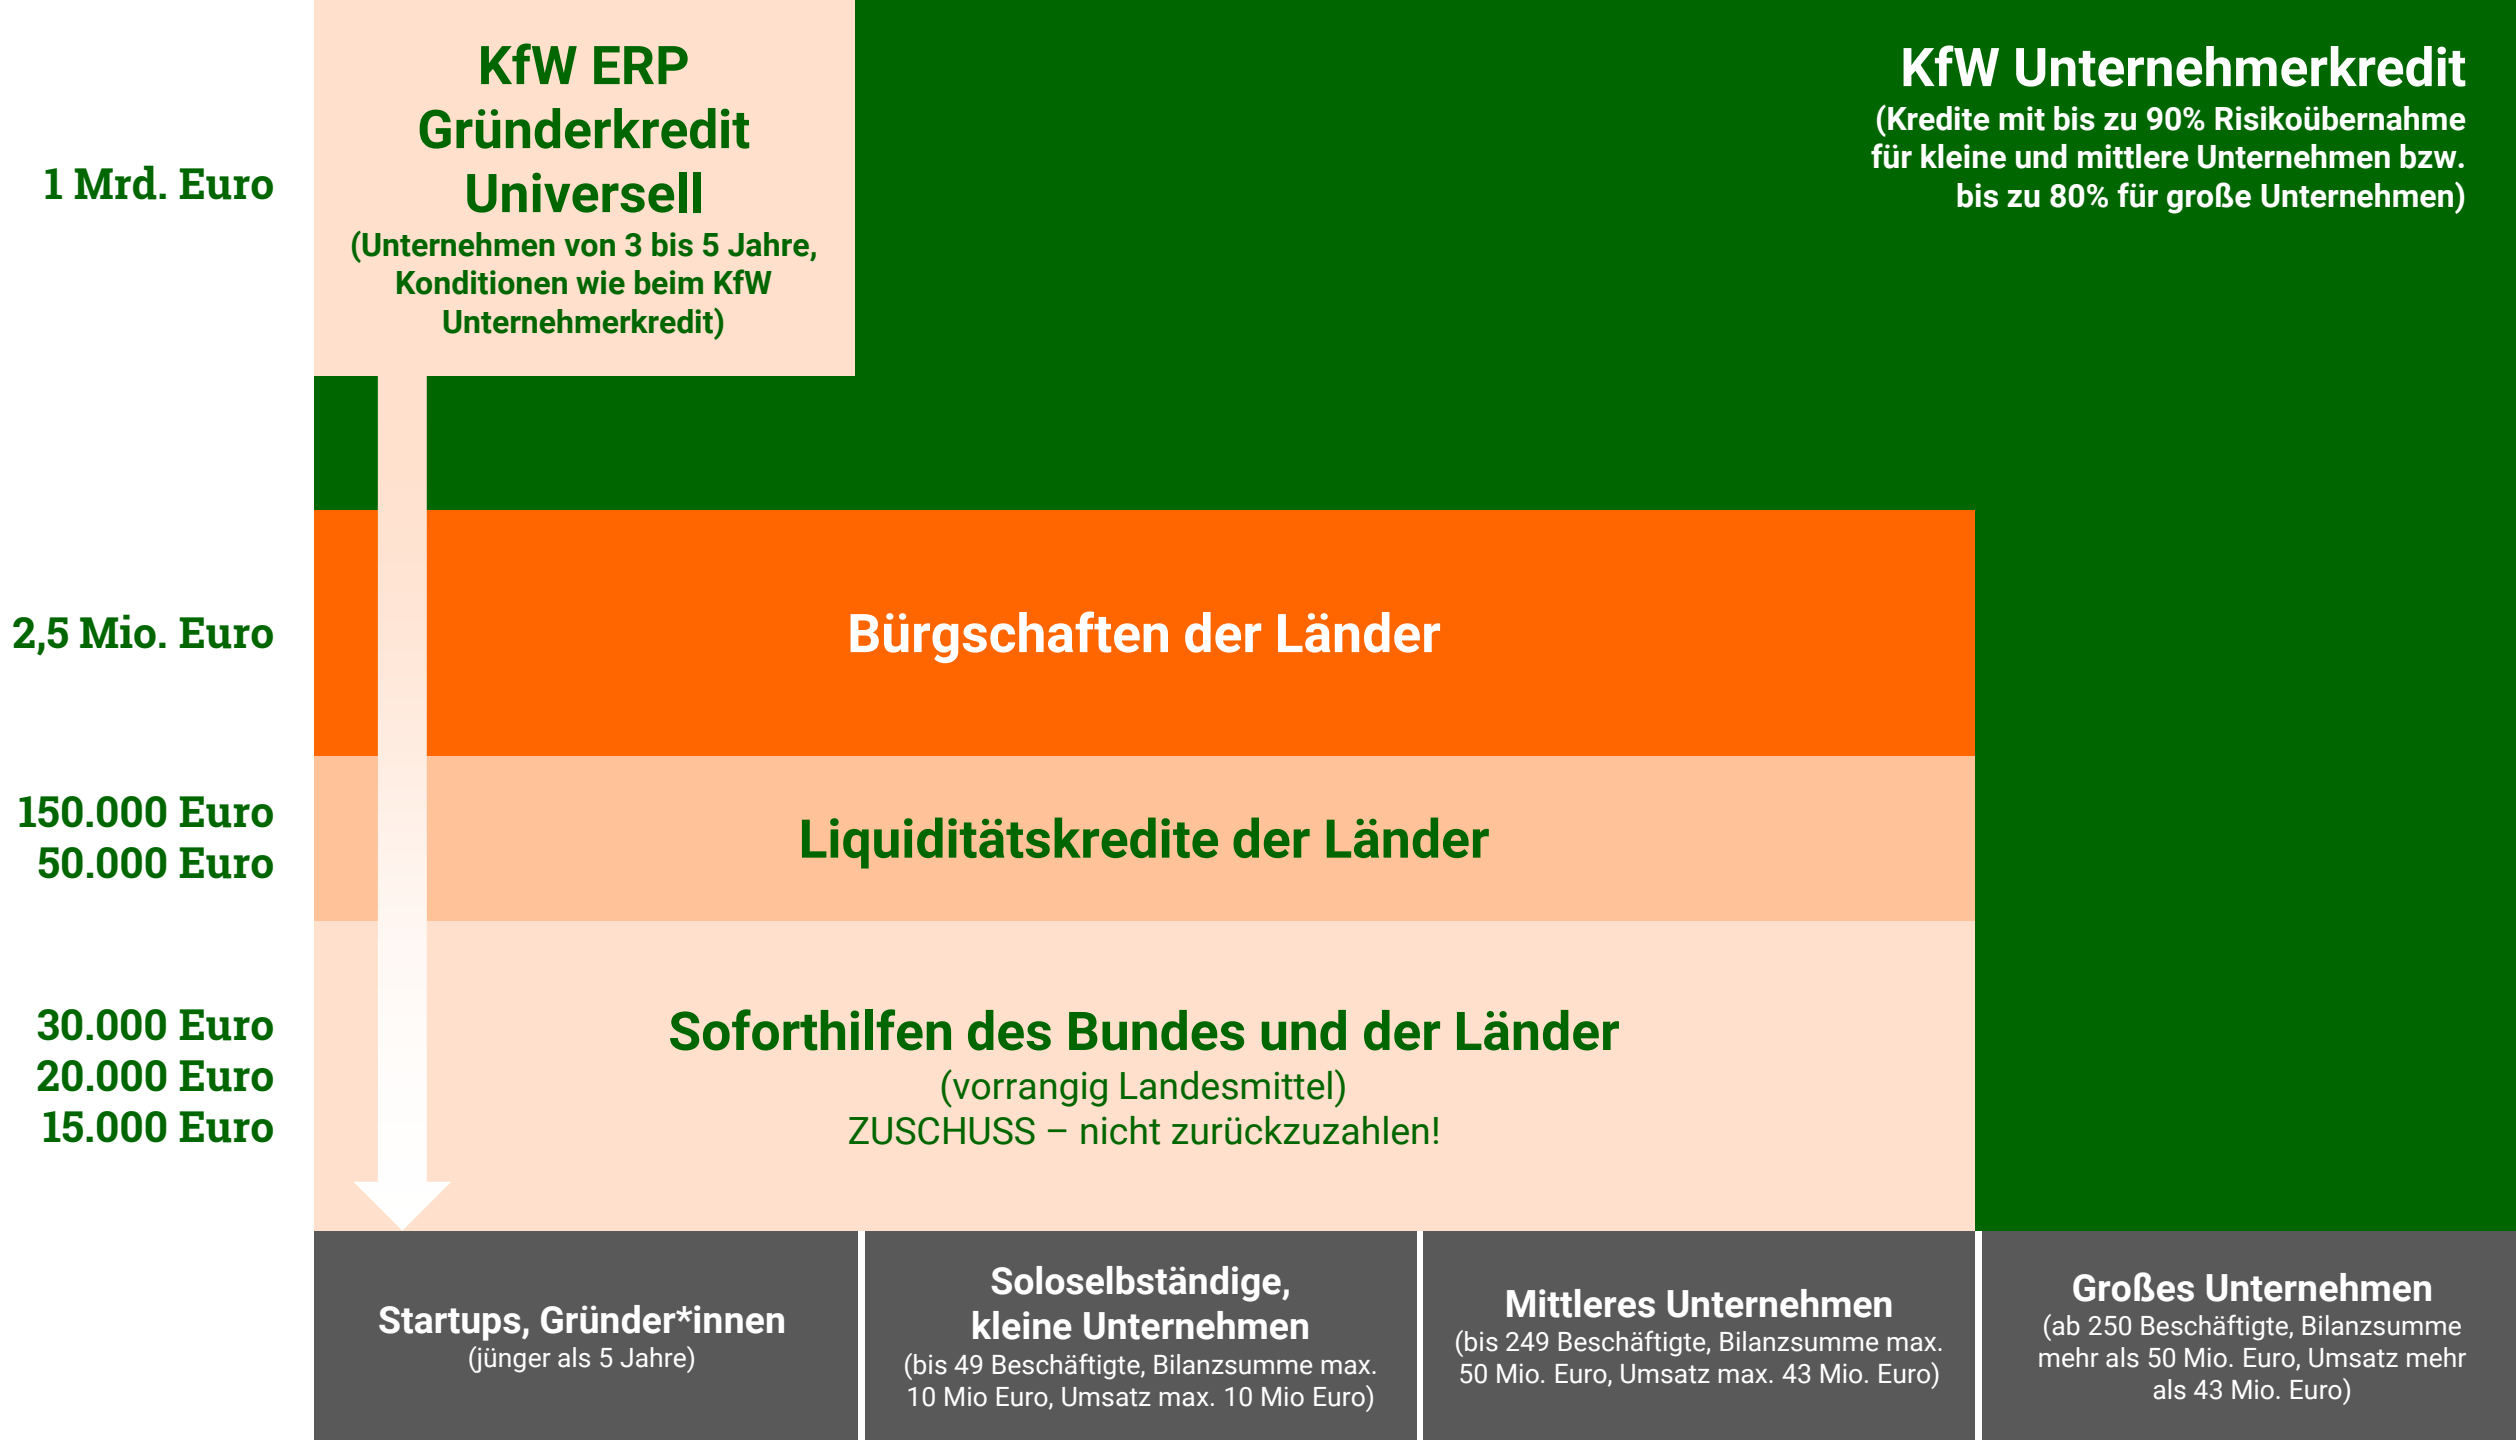 KfW ERP
Gründerkredit
Universell
(Unternehmen von 3 bis 5 Jahre,
Konditionen wie beim KfW
Unternehmerkredit)
KfW Unternehmerkredit
(Kredite mit bis zu 90% Risikoübernahme
für kleine und mittlere Unternehmen bzw.
bis zu 80% für große Unternehmen)
1 Mrd. Euro
2,5 Mio. Euro
Bürgschaften der Länder
150.000 Euro
50.000 Euro
Liquiditätskredite der Länder
30.000 Euro
20.000 Euro
15.000 Euro
Soforthilfen des Bundes und der Länder
(vorrangig Landesmittel)
ZUSCHUSS – nicht zurückzuzahlen!
Startups, Gründer*innen
(jünger als 5 Jahre)
Soloselbständige,
kleine Unternehmen
(bis 49 Beschäftigte, Bilanzsumme max.
10 Mio Euro, Umsatz max. 10 Mio Euro)
Mittleres Unternehmen
(bis 249 Beschäftigte, Bilanzsumme max.
50 Mio. Euro, Umsatz max. 43 Mio. Euro)
Großes Unternehmen
(ab 250 Beschäftigte, Bilanzsumme
mehr als 50 Mio. Euro, Umsatz mehr
als 43 Mio. Euro)